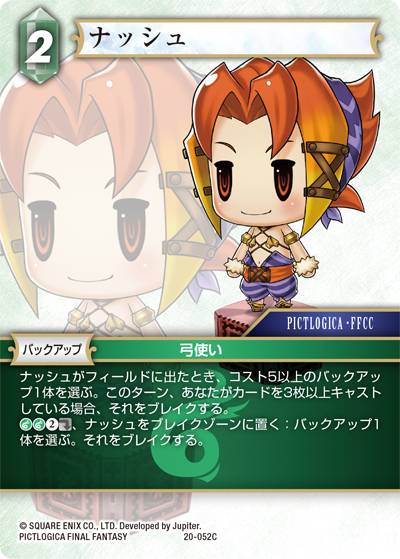 2
ナッシュ
PICTLOGICA・FFCC
バックアップ
弓使い
ナッシュがフィールドに出たとき、コスト5以上のバックアッ
プ1体を選ぶ。このターン、あなたがカードを3枚以上キャスト
している場合、それをブレイクする。
2、ナッシュをブレイクゾーンに置く:バックアップ1
体を選ぶ。それをブレイクする。
© SQUARE ENIX CO., LTD. Developed by Jupiter.
PICTLOGICA FINAL FANTASY
20-052C